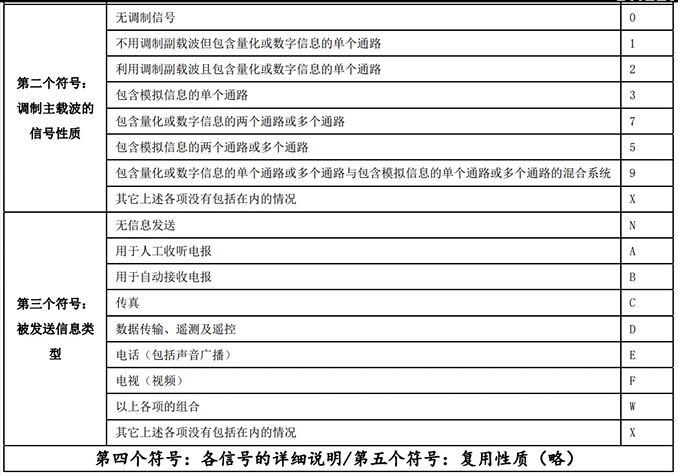 无调制信号 0
不用调制副载波但包含量化或数字信息的单个通路 1
利用调制副载波且包含量化或数字信息的单个通路 2
第二个符号： 包含模拟信息的单个通路 3
调制主载波的
信号性质 包含量化或数字信息的两个通路或多个通路 7
包含模拟信息的两个通路或多个通路 5
包含量化或数字信息的单个通路或多个通路与包含模拟信息的单个通路或多个通路的混合系统 9
其它上述各项没有包括在内的情况 X
无信息发送 N
用于人工收听电报 A
用于自动接收电报 B
第三个符号： 传真 C
被发送信息类 数据传输、遥测及遥控 D
型 电话（包括声音广播） E
电视（视频） F
以上各项的组合 W
其它上述各项没有包括在内的情况 X
第四个符号：各信号的详细说明/第五个符号：复用性质（略）